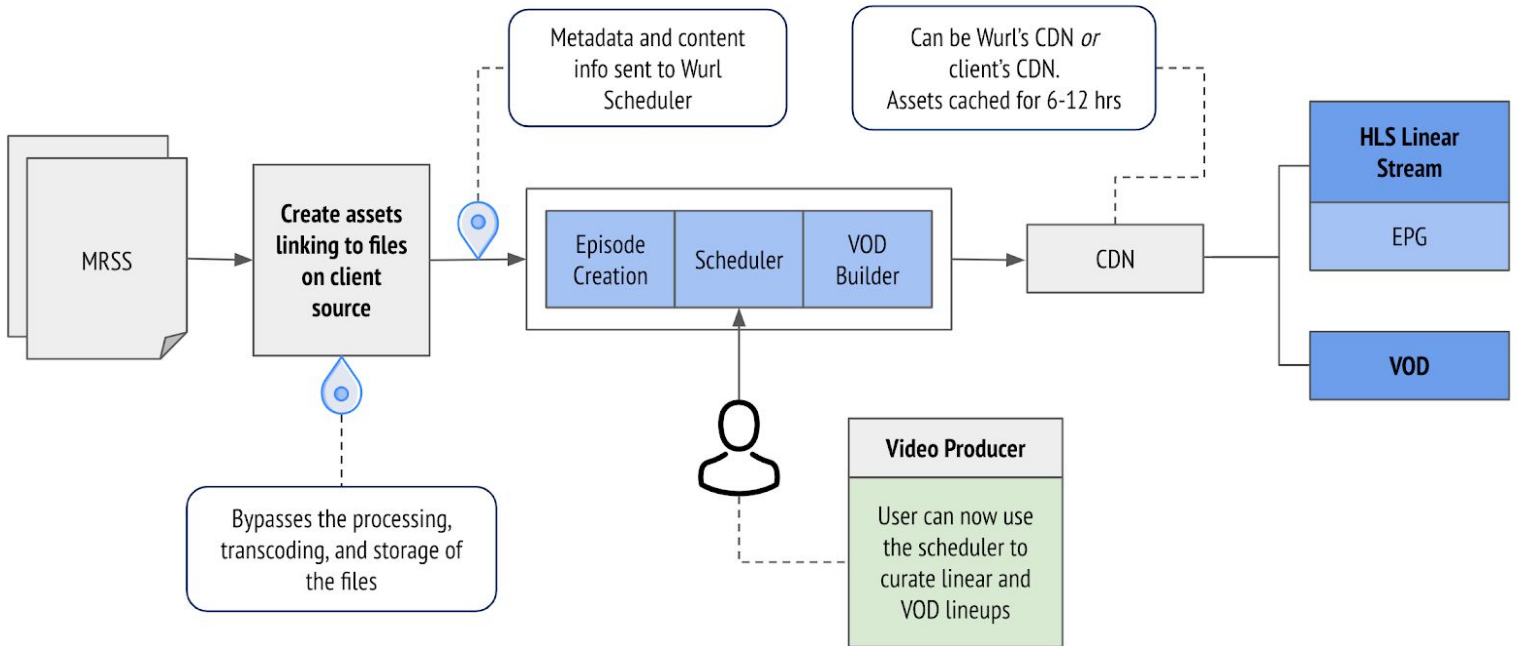 Metadata and content
info sent to Wurl
Scheduler
Can be Wurl's CDN or
client's CDN.
Assets cached for 6-12 hrs
MRSS
Create assets
linking to files
on client
source
Episode
Creation
Scheduler
VOD
Builder
CDN
HLS Linear
Stream
EPG
VOD
Bypasses the processing,
transcoding, and storage of
the files
Video Producer
User can now use
the scheduler to
curate linear and
VOD lineups